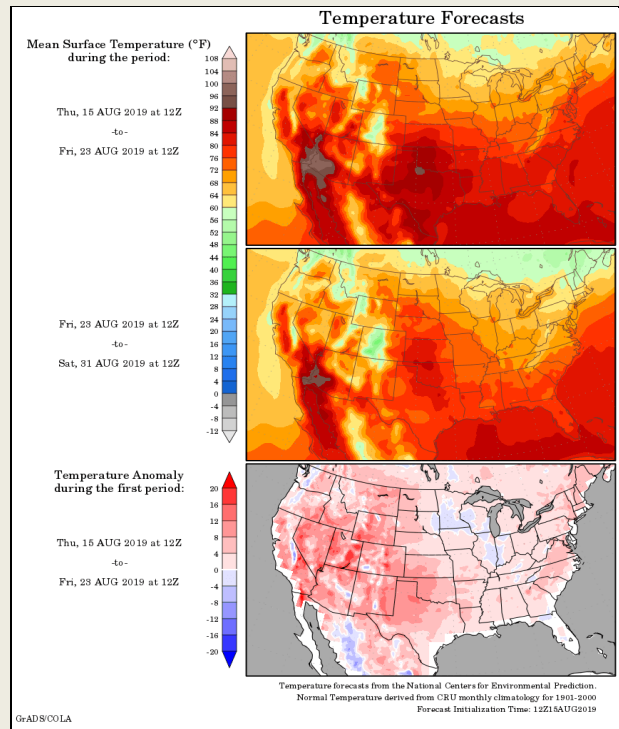 Temperature Forecasts
Mean Surface Temperature (°F)
during the period:
Thu, 15 AUG 2019 at 12Z
-to-
Fri, 23 AUG 2019 at 12Z
108
104
100
96
92
88
84
80
76
72
68
64
60
56
52
48
44
40
36
32
28
24
20
16
12
8
4
0
-4
-8
-12
Fri, 23 AUG 2019 at 12Z
-to-
Sat, 31 AUG 2019 at 12Z
Temperature Anomaly
during the first period:
Thu, 15 AUG 2019 at 12Z
-to-
Fri, 23 AUG 2019 at 12Z
20
16
12
8
4
0
-4
-8
-12
-16
-20
Temperature forecasts from the National Centers for Environmental Prediction.
Normal Temperature derived from CRU monthly climatology for 1901-2000
Forecast Initialization Time: 12Z15AUG2019
GrADS/COLA